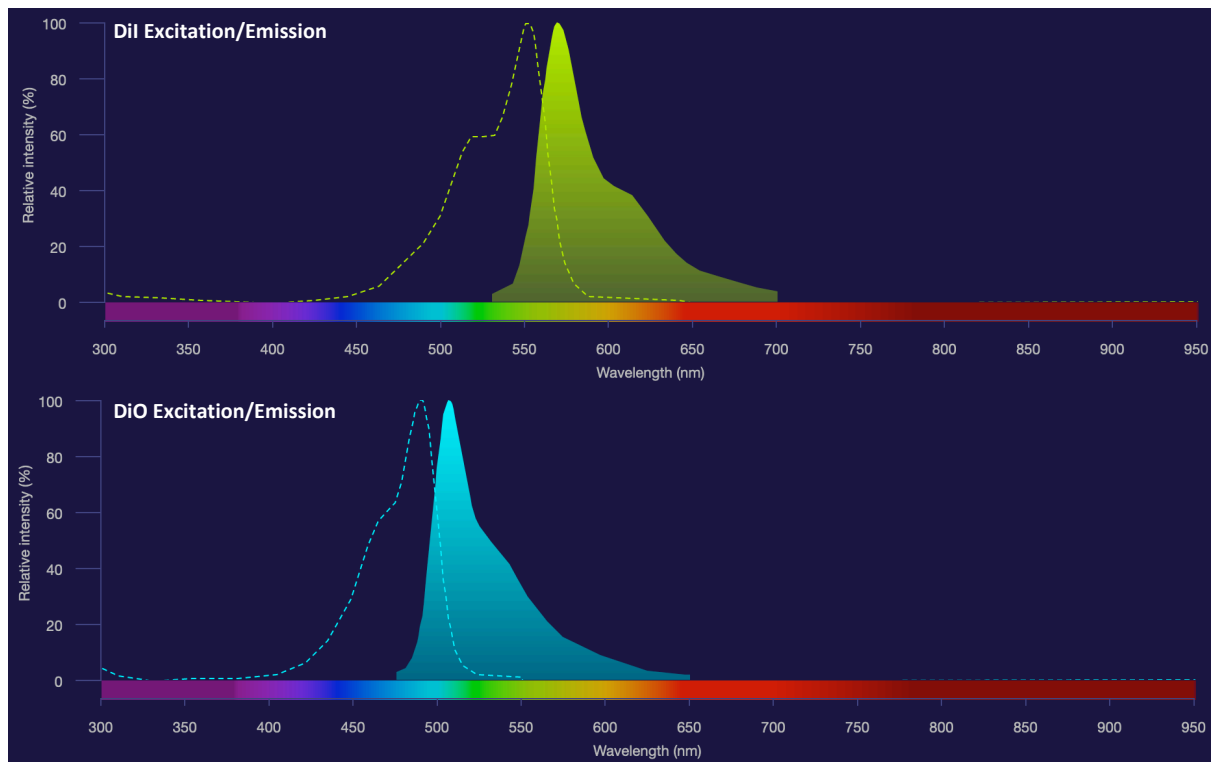 DiI Excitation/Emission
Relative intensity (%)
100
80
60
40
20
0
300 350 400 450 500 550 600 650 700 750 800 850 900 950
Wavelength (nm)
DiO Excitation/Emission
Relative intensity (%)
100
80
60
40
20
0
300 350 400 450 500 550 600 650 700 750 800 850 900 950
Wavelength (nm)